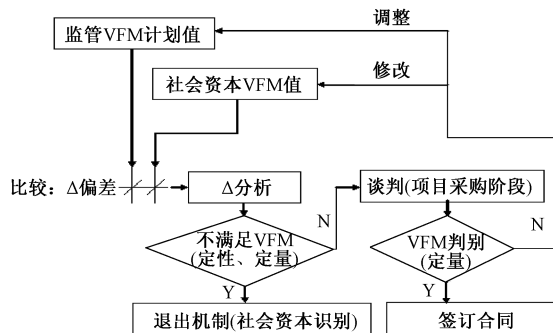 调整
监管VFM计划值
修改
社会资本VFM值
比较：Δ偏差
Δ分析
谈判(项目采购阶段)
N
不满足VFM
(定性、定量)
N
VFM判别
(定量)
Y
Y
退出机制(社会资本识别)
签订合同